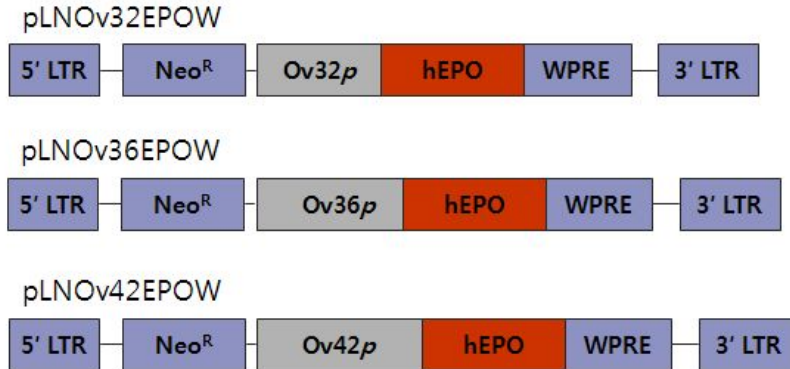 pLNOv32EPOW
5' LTR Neoᴿ Ov32p hEPO WPRE 3' LTR
pLNOv36EPOW
5' LTR Neoᴿ Ov36p hEPO WPRE 3' LTR
pLNOv42EPOW
5' LTR Neoᴿ Ov42p hEPO WPRE 3' LTR